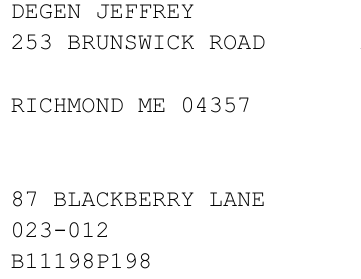 DEGEN JEFFREY
253 BRUNSWICK ROAD
RICHMOND ME 04357
87 BLACKBERRY LANE
023-012
B11198P198